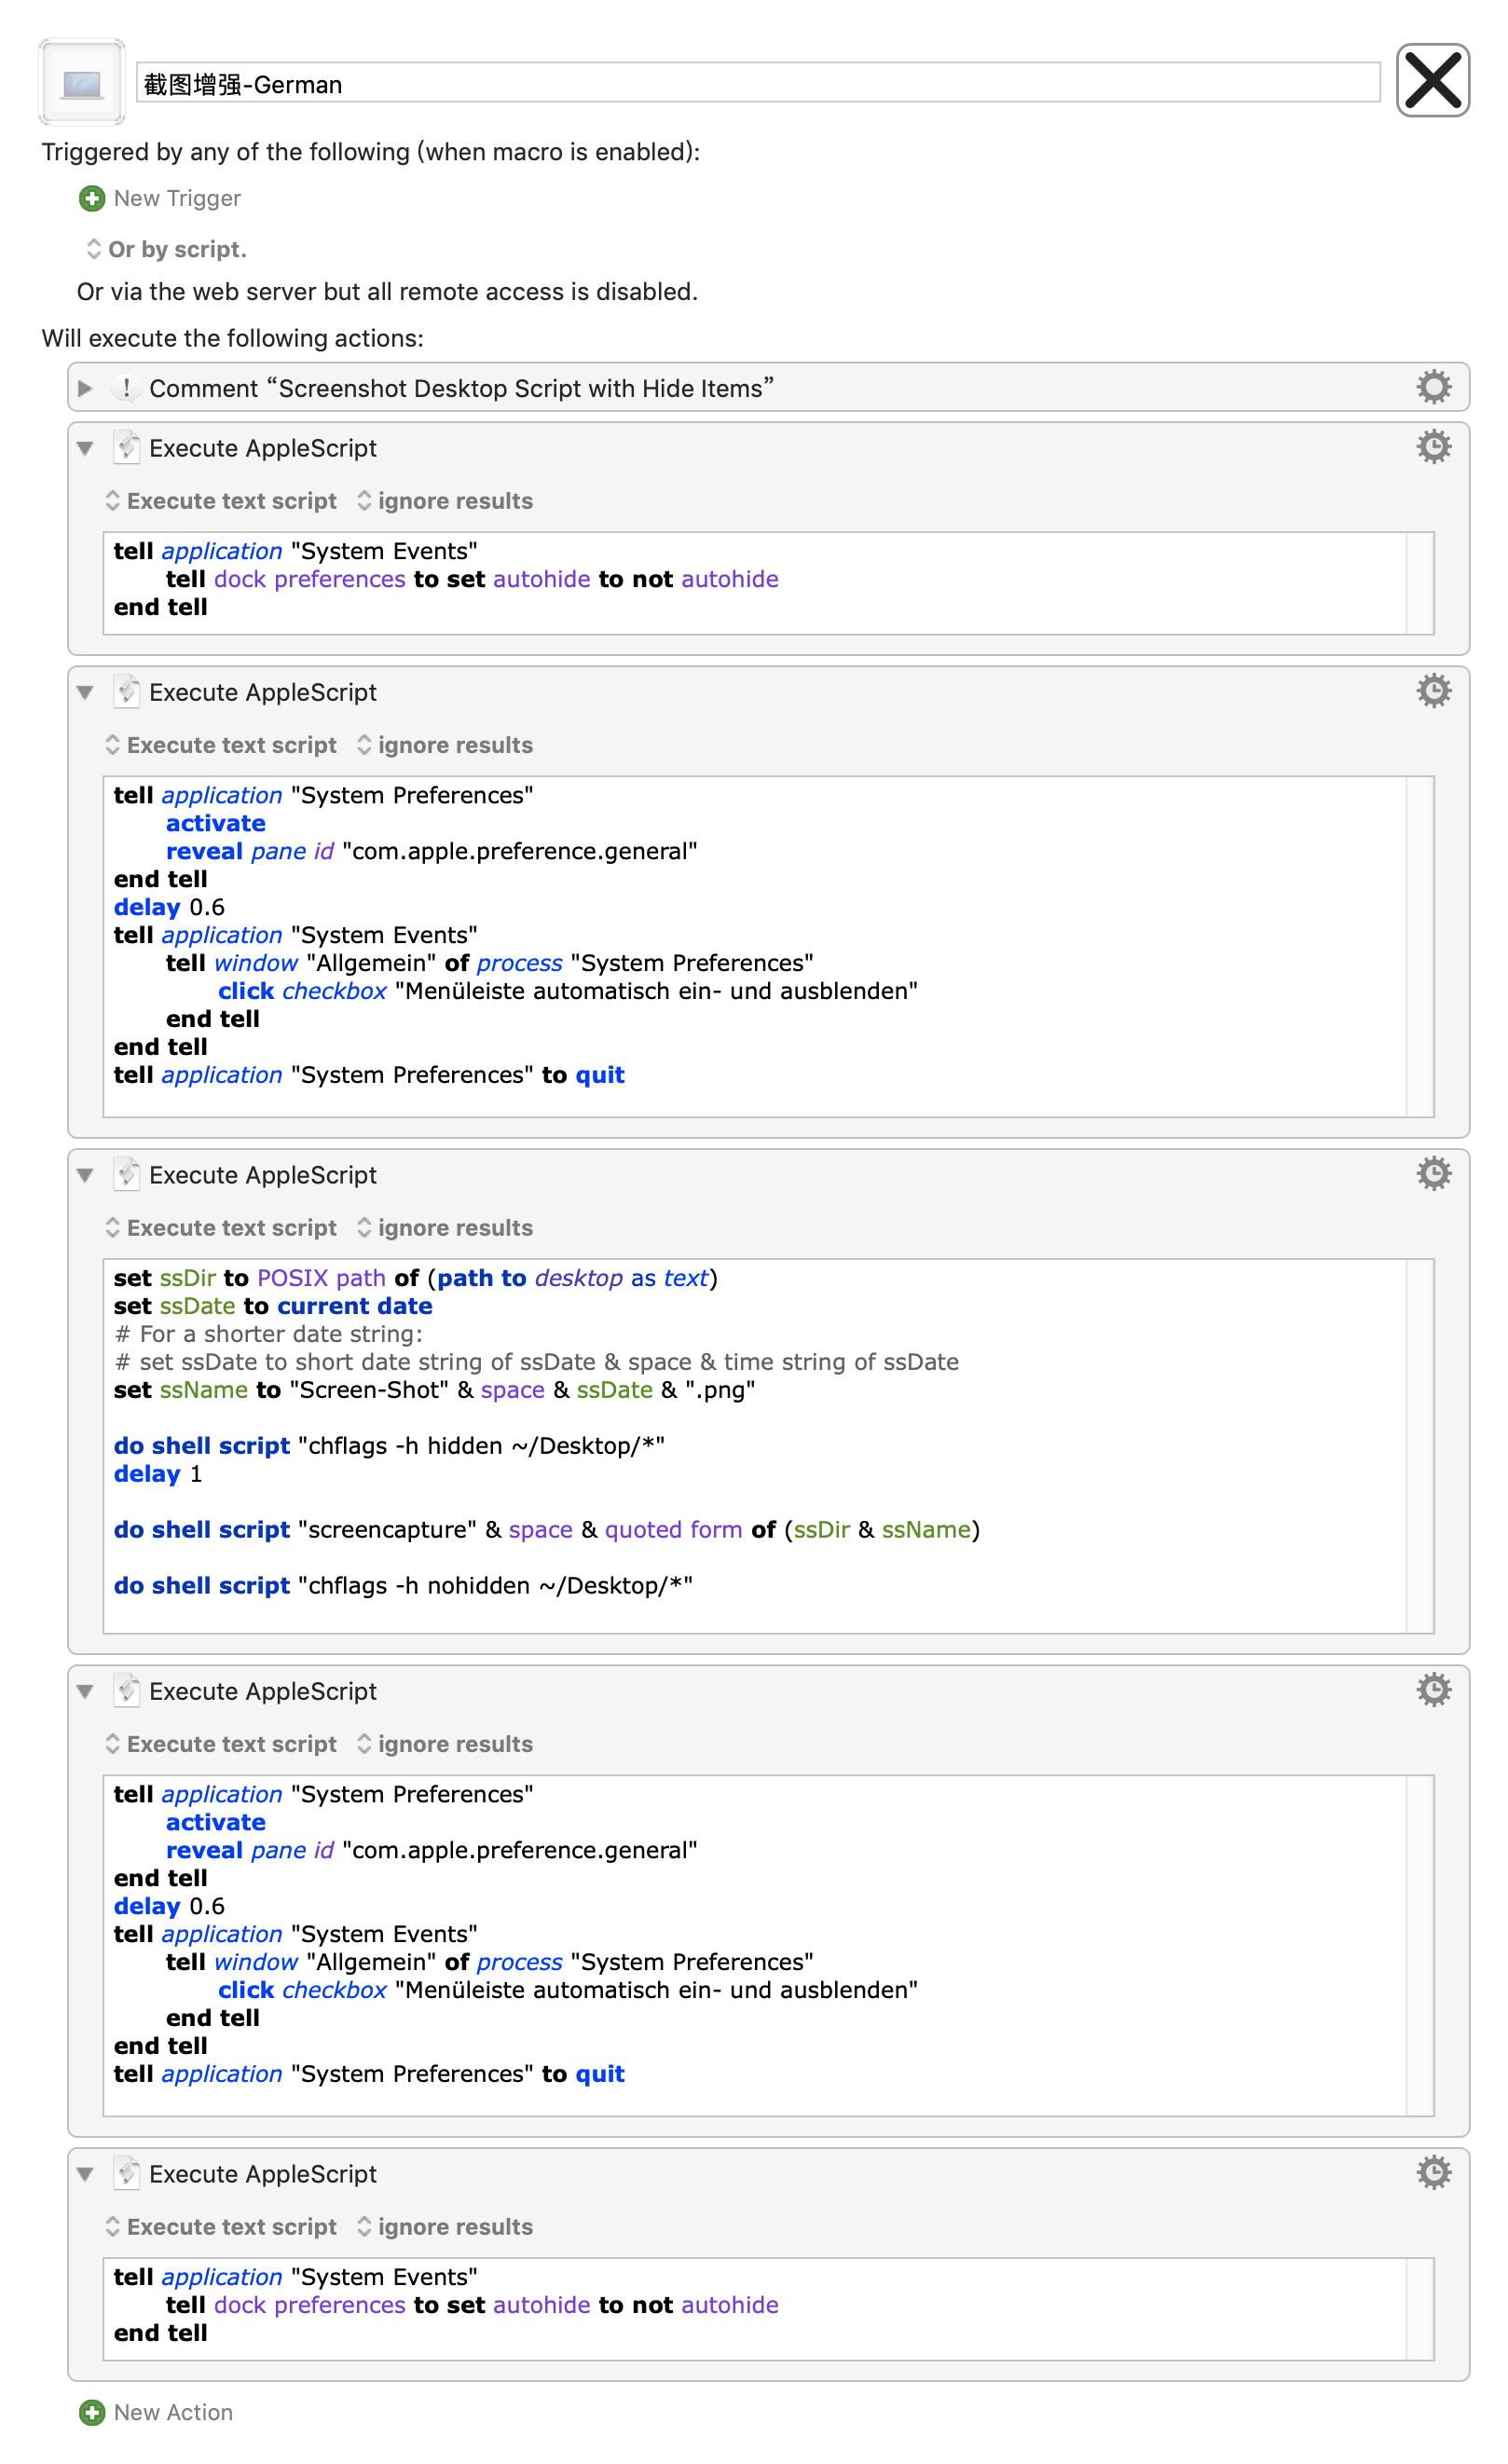 截图增强-German
Triggered by any of the following (when macro is enabled):
New Trigger
Or by script.
Or via the web server but all remote access is disabled.
Will execute the following actions:
Comment “Screenshot Desktop Script with Hide Items”
Execute AppleScript
Execute text script ignore results
tell application "System Events"
tell dock preferences to set autohide to not autohide
end tell
Execute AppleScript
Execute text script ignore results
tell application "System Preferences"
activate
reveal pane id "com.apple.preference.general"
end tell
delay 0.6
tell application "System Events"
tell window "Allgemein" of process "System Preferences"
click checkbox "Menüleiste automatisch ein- und ausblenden"
end tell
end tell
tell application "System Preferences" to quit
Execute AppleScript
Execute text script ignore results
set ssDir to POSIX path of (path to desktop as text)
set ssDate to current date
# For a shorter date string:
# set ssDate to short date string of ssDate & space & time string of ssDate
set ssName to "Screen-Shot" & space & ssDate & ".png"
do shell script "chflags -h hidden ~/Desktop/*"
delay 1
do shell script "screencapture" & space & quoted form of (ssDir & ssName)
do shell script "chflags -h nohidden ~/Desktop/*"
Execute AppleScript
Execute text script ignore results
tell application "System Preferences"
activate
reveal pane id "com.apple.preference.general"
end tell
delay 0.6
tell application "System Events"
tell window "Allgemein" of process "System Preferences"
click checkbox "Menüleiste automatisch ein- und ausblenden"
end tell
end tell
tell application "System Preferences" to quit
Execute AppleScript
Execute text script ignore results
tell application "System Events"
tell dock preferences to set autohide to not autohide
end tell
New Action